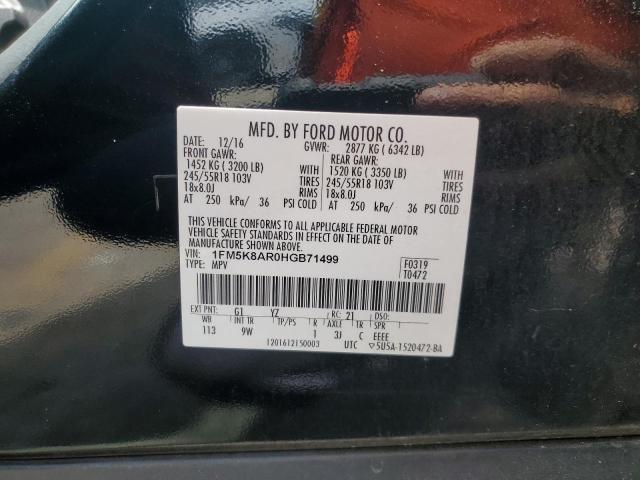 MFD. BY FORD MOTOR CO.
DATE: 12/16 GVWR: 2877 KG ( 6342 LB)
FRONT GAWR: REAR GAWR:
1452 KG ( 3200 LB) WITH 1520 KG ( 3350 LB) WITH
245/55R18 103V TIRES 245/55R18 103V TIRES
18x8.0J RIMS 18x8.0J RIMS
AT 250 kPa/ 36 PSI COLD AT 250 kPa/ 36 PSI COLD
THIS VEHICLE CONFORMS TO ALL APPLICABLE FEDERAL MOTOR
VEHICLE SAFETY STANDARDS IN EFFECT ON THE DATE OF
MANUFACTURE SHOWN ABOVE.
VIN: 1FM5K8AR0HGB71499 F0319
TYPE: MPV T0472
EXT PNT: G1 YZ RC: 21 DSO:
WB INT TR TP/PS R AXLE TR SPR
113 9W 1 3J C EEEE
1201612150003 UTC 5U5A-1520472-BA